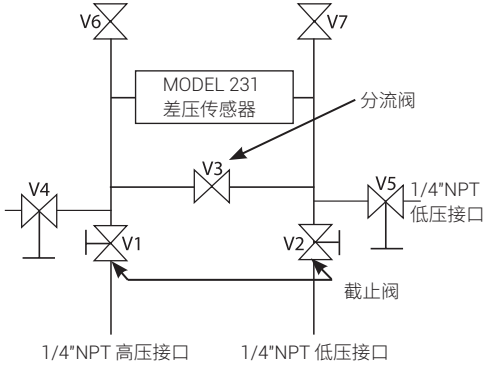 V6
V7
MODEL 231
差压传感器
分流阀
V3
V4
V5
1/4"NPT
低压接口
V1
V2
截止阀
1/4"NPT 高压接口
1/4"NPT 低压接口